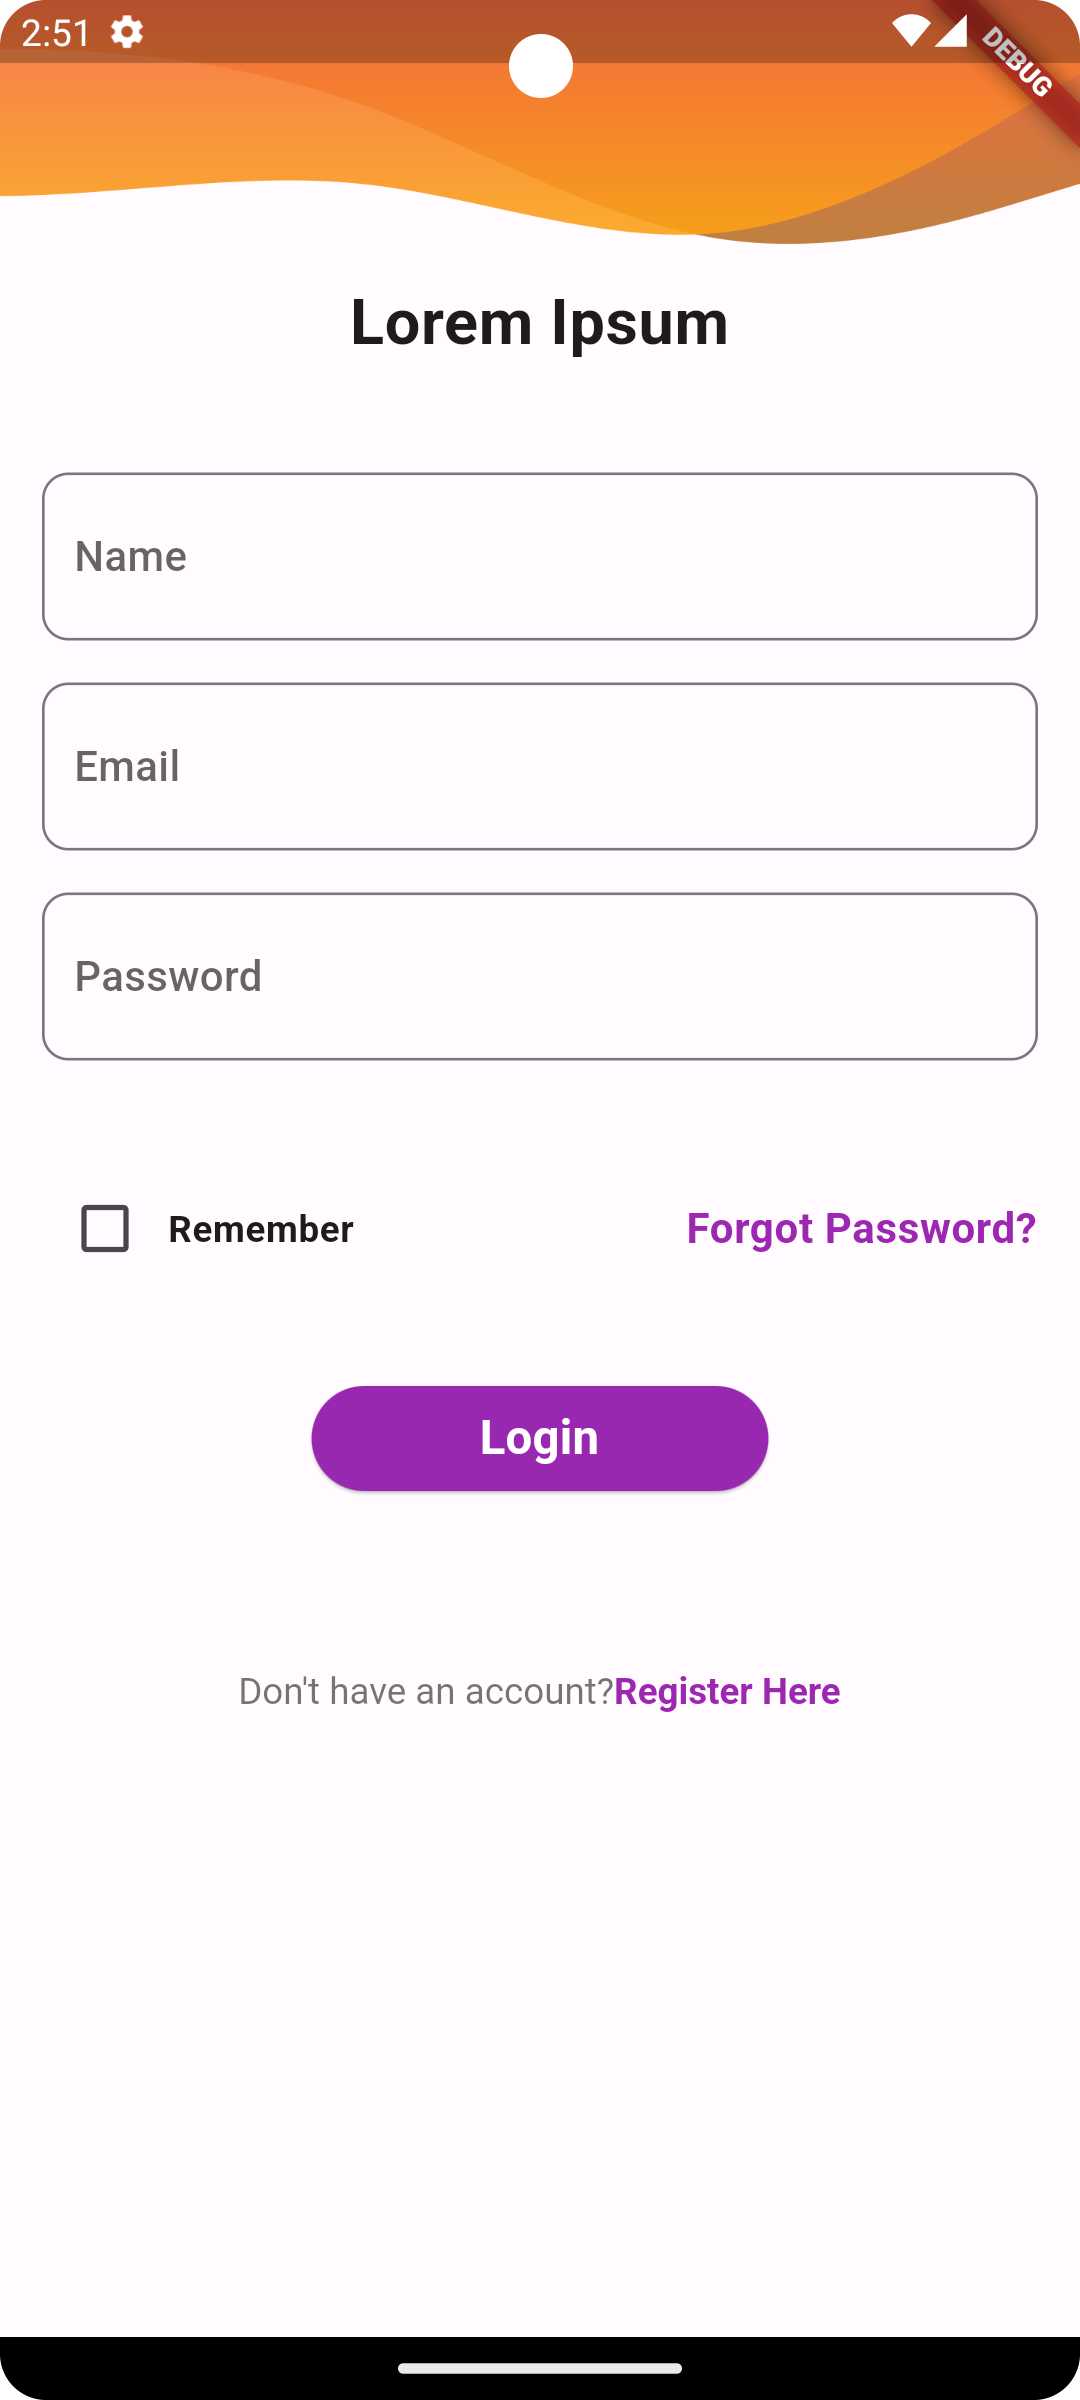 2:51
DEBUG
Lorem Ipsum
Name
Email
Password
Remember Forgot Password?
Login
Don't have an account?Register Here